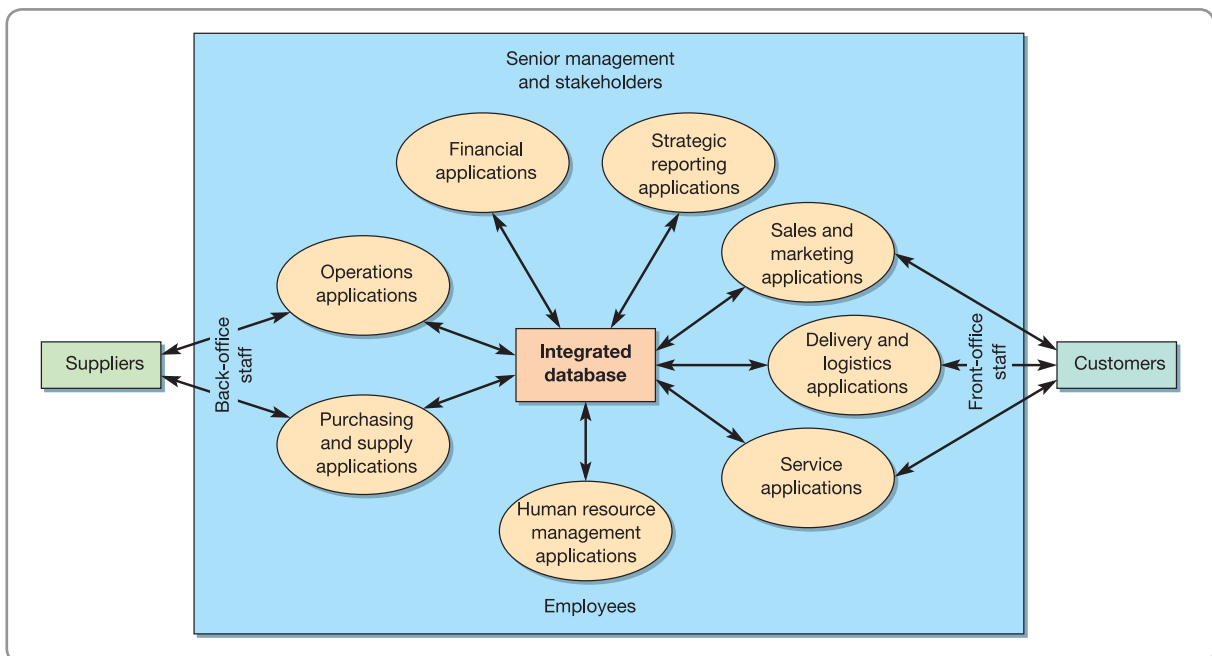 Senior management
and stakeholders
Financial
applications
Strategic
reporting
applications
Sales and
marketing
applications
Operations
applications
Suppliers
Back-office
staff
Integrated
database
Delivery and
logistics
applications
Front-office
staff
Customers
Purchasing
and supply
applications
Service
applications
Human resource
management
applications
Employees